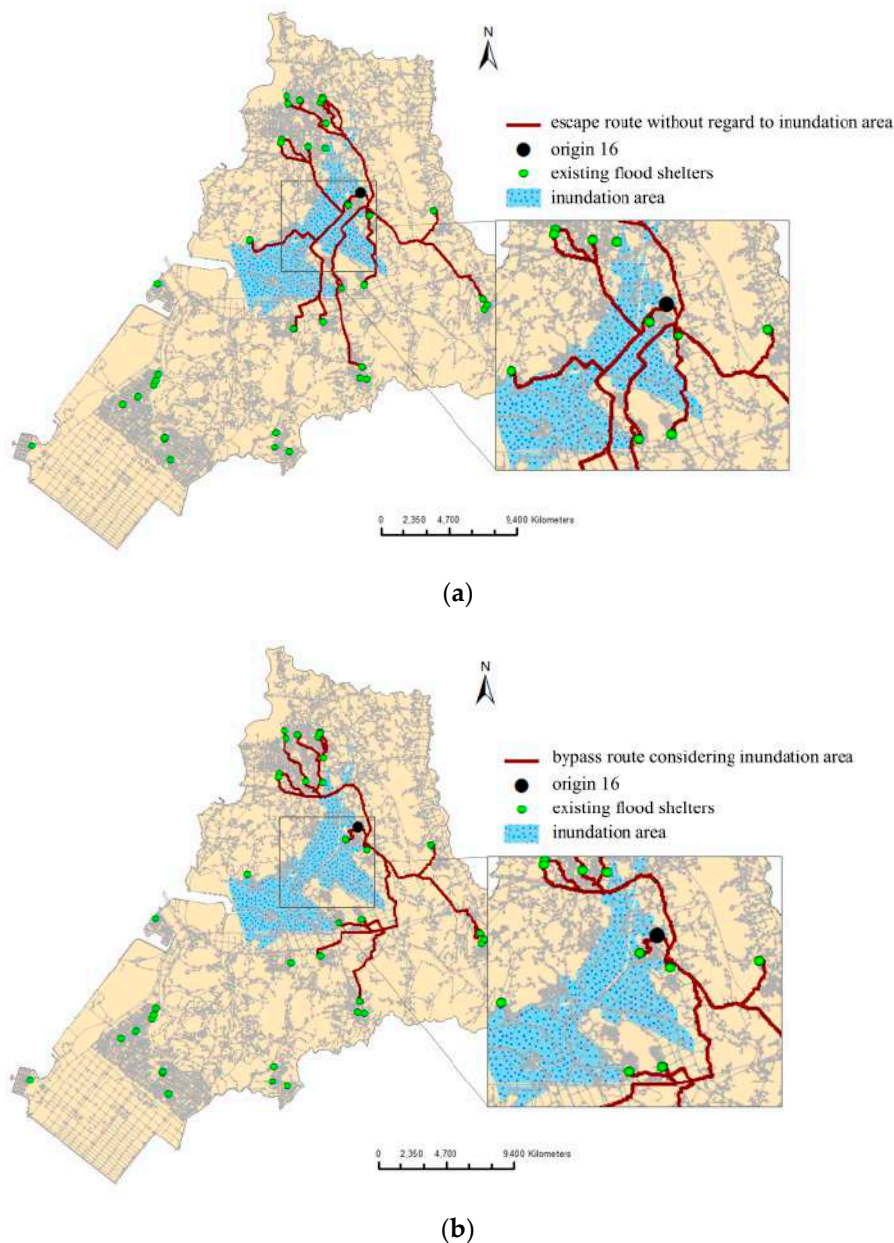 N
escape route without regard to inundation area
origin 16
existing flood shelters
inundation area
0 2,350 4,700 9,400 Kilometers
(a)
N
bypass route considering inundation area
origin 16
existing flood shelters
inundation area
0 2,350 4,700 9,400 Kilometers
(b)